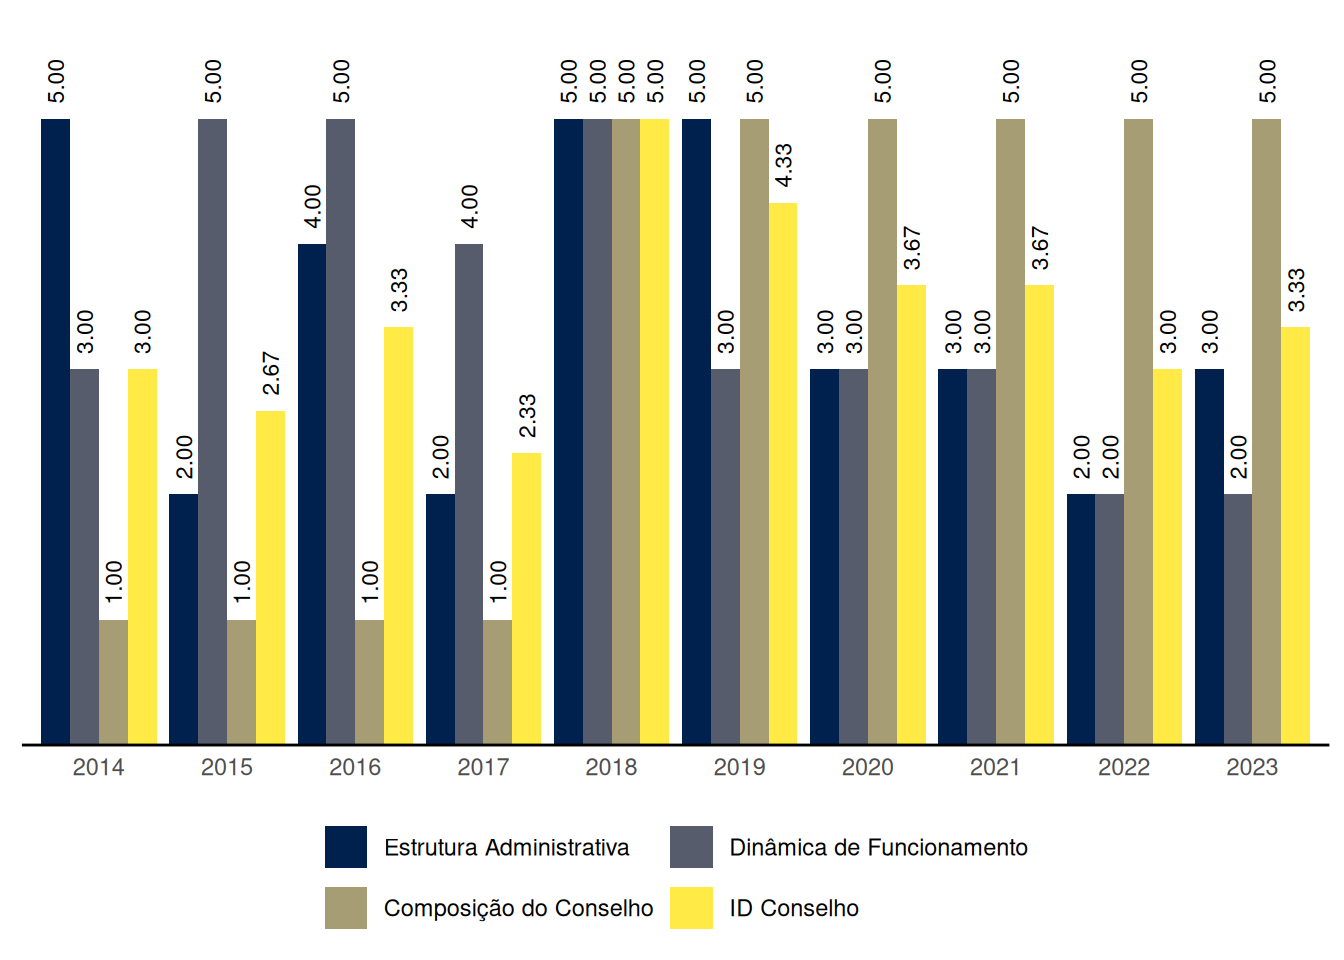 5.00 5.00 5.00 5.00 5.00 5.00 5.00 5.00 5.00 5.00 5.00 5.00 5.00
4.33
4.00 4.00
3.67 3.67
3.33 3.33
3.00 3.00 3.00 3.00 3.00 3.00 3.00 3.00 3.00
2.67
2.33
2.00 2.00 2.00 2.00 2.00
1.00 1.00 1.00 1.00
2014 2015 2016 2017 2018 2019 2020 2021 2022 2023
Estrutura Administrativa Dinâmica de Funcionamento
Composição do Conselho ID Conselho